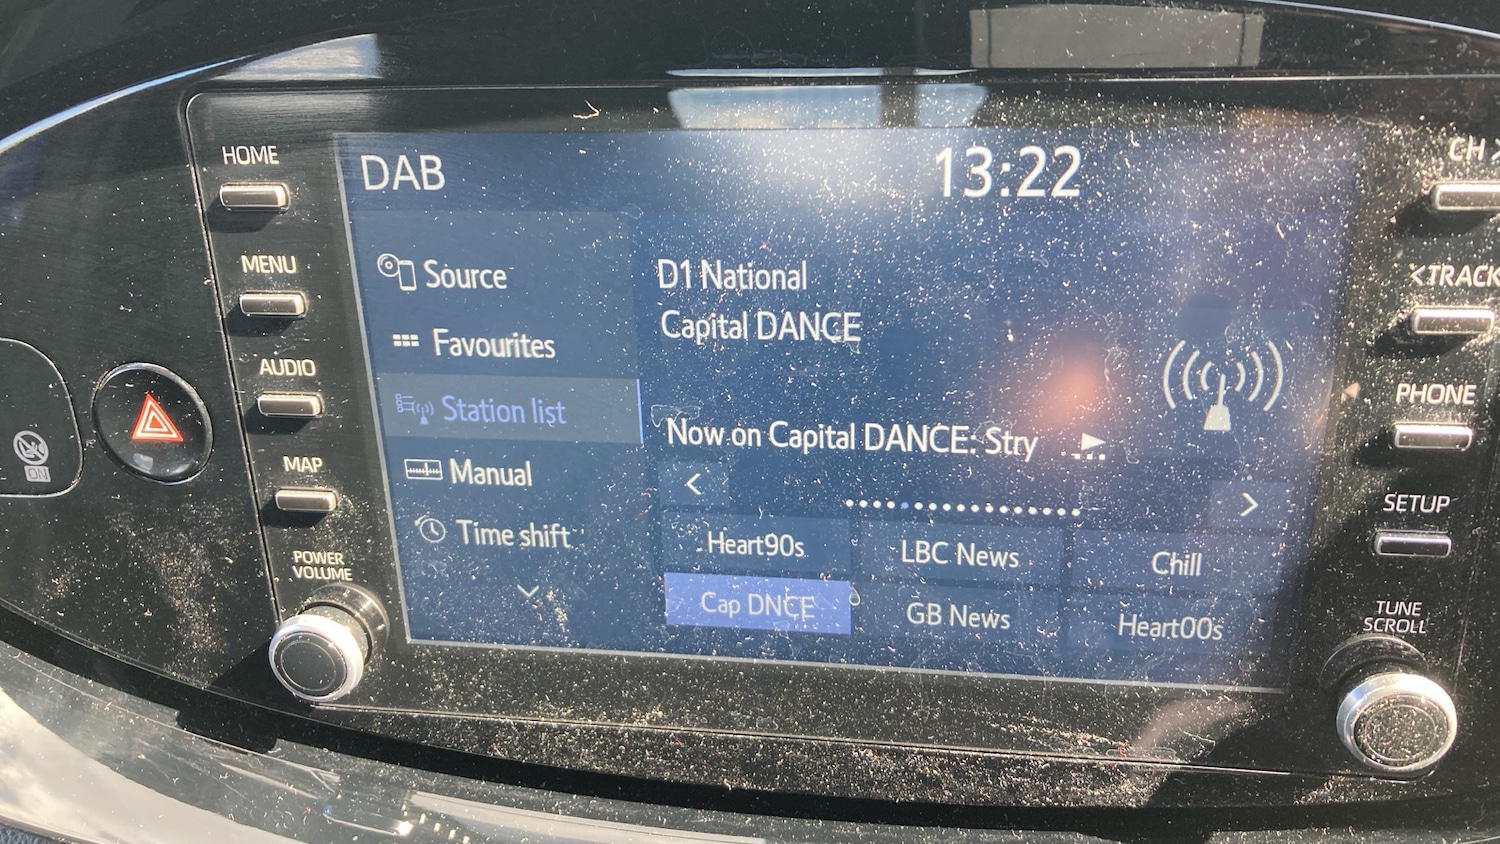 HOME
MENU
AUDIO
MAP
POWER
VOLUME
ON
DAB
13:22
Source
Favourites
Station list
Manual
Time shift
D1 National
Capital DANCE
Now on Capital DANCE: Stry
<
>
Heart90s
LBC News
Chill
Cap DNCE
GB News
Heart00s
CH >
<TRACK
PHONE
SETUP
TUNE
SCROLL